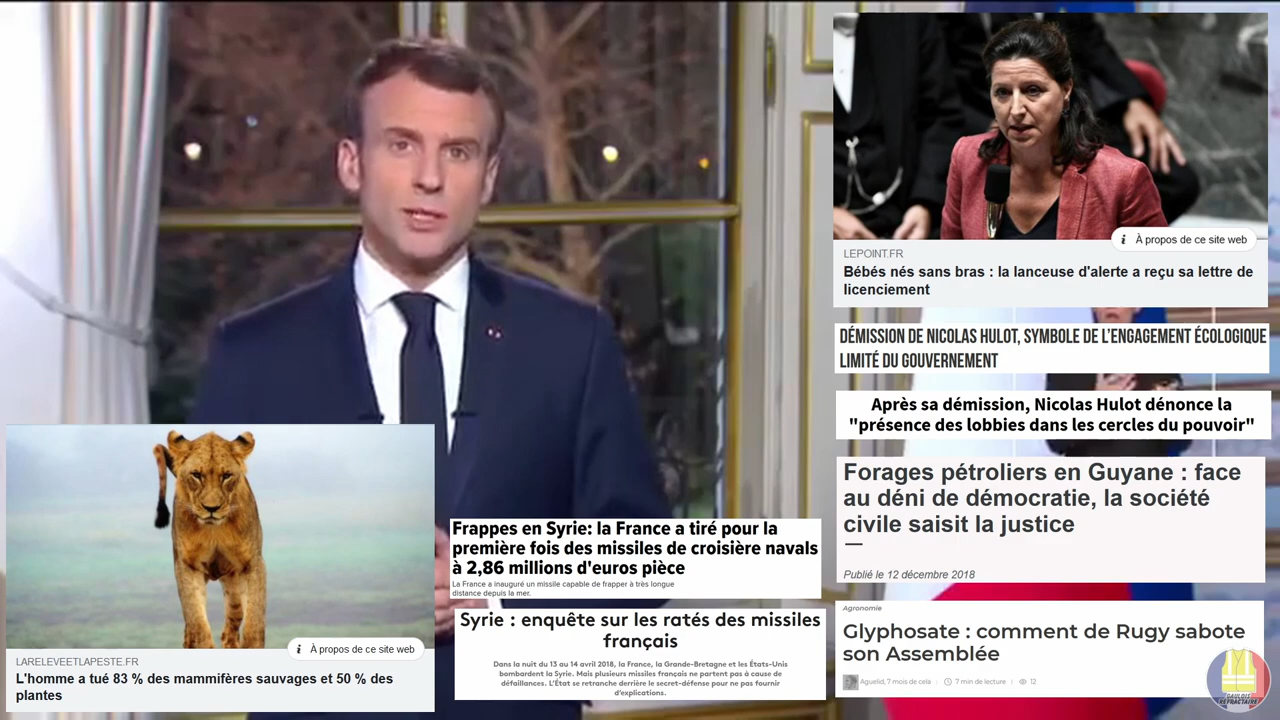 LEPOINT.FR
i À propos de ce site web
Bébés nés sans bras : la lanceuse d'alerte a reçu sa lettre de
licenciement
DÉMISSION DE NICOLAS HULOT, SYMBOLE DE L'ENGAGEMENT ÉCOLOGIQUE
LIMITÉ DU GOUVERNEMENT
Après sa démission, Nicolas Hulot dénonce la
"présence des lobbies dans les cercles du pouvoir"
Forages pétroliers en Guyane : face
au déni de démocratie, la société
civile saisit la justice
Publié le 12 décembre 2018
Agronomie
Glyphosate : comment de Rugy sabote
son Assemblée
Aguelid, 7 mois de cela | 7 min de lecture | 12
GAULOIS
RÉFRACTAIRE
Frappes en Syrie: la France a tiré pour la
première fois des missiles de croisière navals
à 2,86 millions d'euros pièce
La France a inauguré un missile capable de frapper à très longue
distance depuis la mer.
Syrie : enquête sur les ratés des missiles
français
Dans la nuit du 13 au 14 avril 2018, la France, la Grande-Bretagne et les États-Unis
bombardent la Syrie. Mais plusieurs missiles français ne partent pas à cause de
défaillances. L'État se retranche derrière le secret-défense pour ne pas fournir
d'explications.
i À propos de ce site web
LARELEVEETLAPESTE.FR
L'homme a tué 83 % des mammifères sauvages et 50 % des
plantes